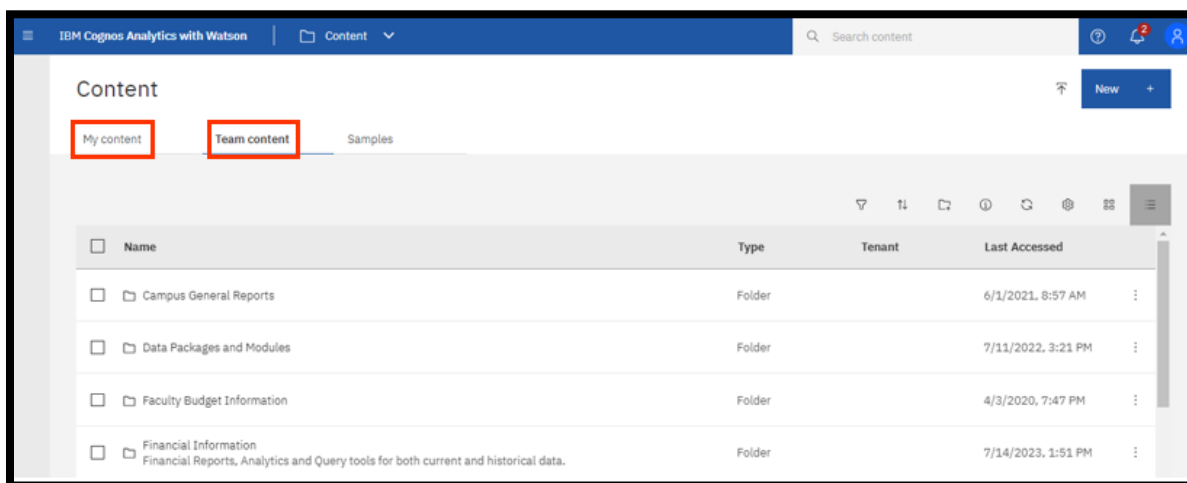 IBM Cognos Analytics with Watson Content Search content 2
Content New +
My content Team content Samples
Name Type Tenant Last Accessed
Campus General Reports Folder 6/1/2021, 8:57 AM
Data Packages and Modules Folder 7/11/2022, 3:21 PM
Faculty Budget Information Folder 4/3/2020, 7:47 PM
Financial Information
Financial Reports, Analytics and Query tools for both current and historical data. Folder 7/14/2023, 1:51 PM